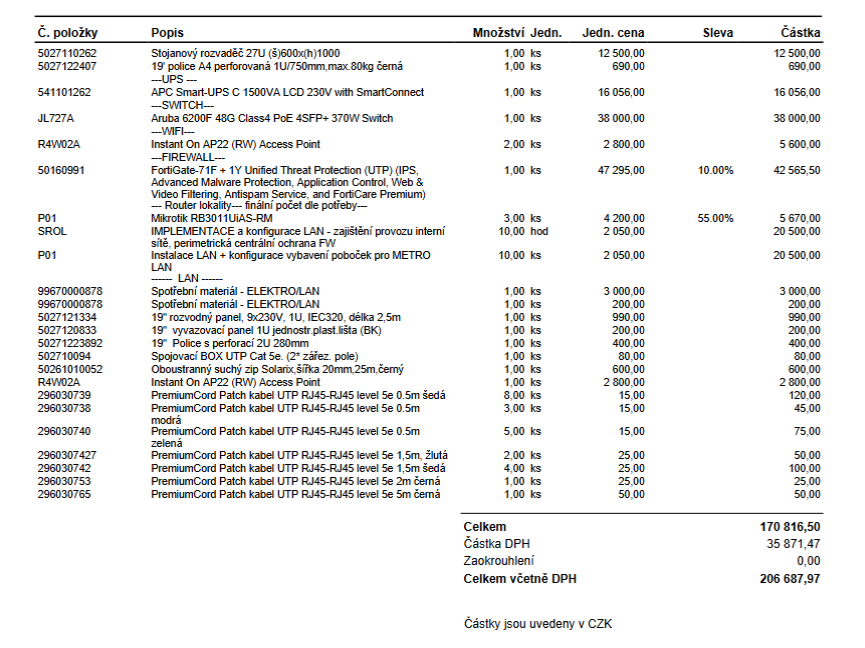 Č. položky Popis Množství Jedn. Jedn. cena Sleva Částka
5027110262 Stojanový rozvaděč 27U (š)600x(h)1000 1,00 ks 12 500,00 12 500,00
5027122407 19' police A4 perforovaná 1U/750mm,max.80kg černá 1,00 ks 690,00 690,00
---UPS ---
541101262 APC Smart-UPS C 1500VA LCD 230V with SmartConnect 1,00 ks 16 056,00 16 056,00
---SWITCH---
JL727A Aruba 6200F 48G Class4 PoE 4SFP+ 370W Switch 1,00 ks 38 000,00 38 000,00
---WIFI---
R4W02A Instant On AP22 (RW) Access Point 2,00 ks 2 800,00 5 600,00
---FIREWALL---
50160991 FortiGate-71F + 1Y Unified Threat Protection (UTP) (IPS, 1,00 ks 47 295,00 10.00% 42 565,50
Advanced Malware Protection, Application Control, Web &
Video Filtering, Antispam Service, and FortiCare Premium)
--- Router lokality--- finální počet dle potřeby---
P01 Mikrotik RB3011UiAS-RM 3,00 ks 4 200,00 55.00% 5 670,00
SROL IMPLEMENTACE a konfigurace LAN - zajištění provozu interní 10,00 hod 2 050,00 20 500,00
sítě, perimetrická centrální ochrana FW
P01 Instalace LAN + konfigurace vybavení poboček pro METRO 10,00 ks 2 050,00 20 500,00
LAN
------ LAN ------
99670000878 Spotřební materiál - ELEKTRO/LAN 1,00 ks 3 000,00 3 000,00
99670000878 Spotřební materiál - ELEKTRO/LAN 1,00 ks 200,00 200,00
5027121334 19" rozvodný panel, 9x230V, 1U, IEC320, délka 2,5m 1,00 ks 990,00 990,00
5027120833 19" vyvazovací panel 1U jednostr.plast.lišta (BK) 1,00 ks 200,00 200,00
50271223892 19" Police s perforací 2U 280mm 1,00 ks 400,00 400,00
502710094 Spojovací BOX UTP Cat 5e. (2* zářez. pole) 1,00 ks 80,00 80,00
50261010052 Oboustranný suchý zip Solarix,šířka 20mm,25m,černý 1,00 ks 600,00 600,00
R4W02A Instant On AP22 (RW) Access Point 1,00 ks 2 800,00 2 800,00
296030739 PremiumCord Patch kabel UTP RJ45-RJ45 level 5e 0.5m šedá 8,00 ks 15,00 120,00
296030738 PremiumCord Patch kabel UTP RJ45-RJ45 level 5e 0.5m 3,00 ks 15,00 45,00
modrá
296030740 PremiumCord Patch kabel UTP RJ45-RJ45 level 5e 0.5m 5,00 ks 15,00 75,00
zelená
2960307427 PremiumCord Patch kabel UTP RJ45-RJ45 level 5e 1,5m, žlutá 2,00 ks 25,00 50,00
296030742 PremiumCord Patch kabel UTP RJ45-RJ45 level 5e 1,5m šedá 4,00 ks 25,00 100,00
296030753 PremiumCord Patch kabel UTP RJ45-RJ45 level 5e 2m černá 1,00 ks 25,00 25,00
296030765 PremiumCord Patch kabel UTP RJ45-RJ45 level 5e 5m černá 1,00 ks 50,00 50,00
Celkem 170 816,50
Částka DPH 35 871,47
Zaokrouhlení 0,00
Celkem včetně DPH 206 687,97
Částky jsou uvedeny v CZK